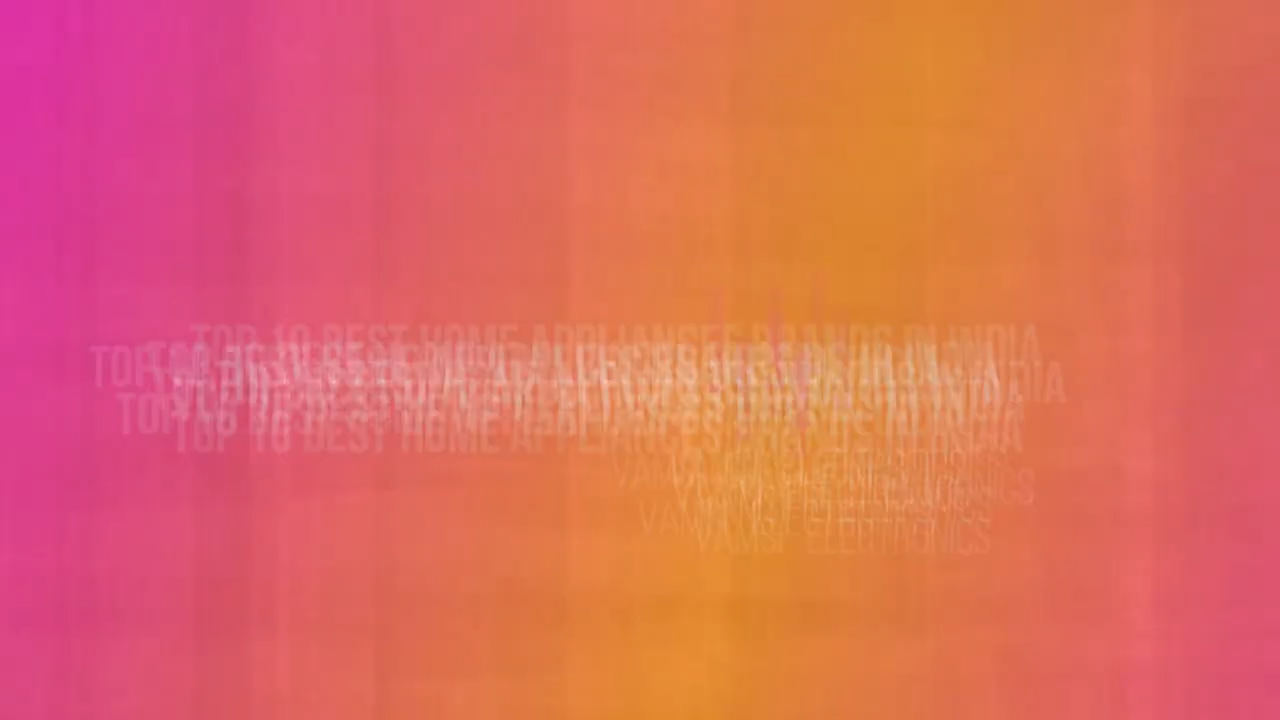 TOP 10 BEST HOME APPLIANCES BRANDS IN INDIA
VAMSI ELECTRONICS